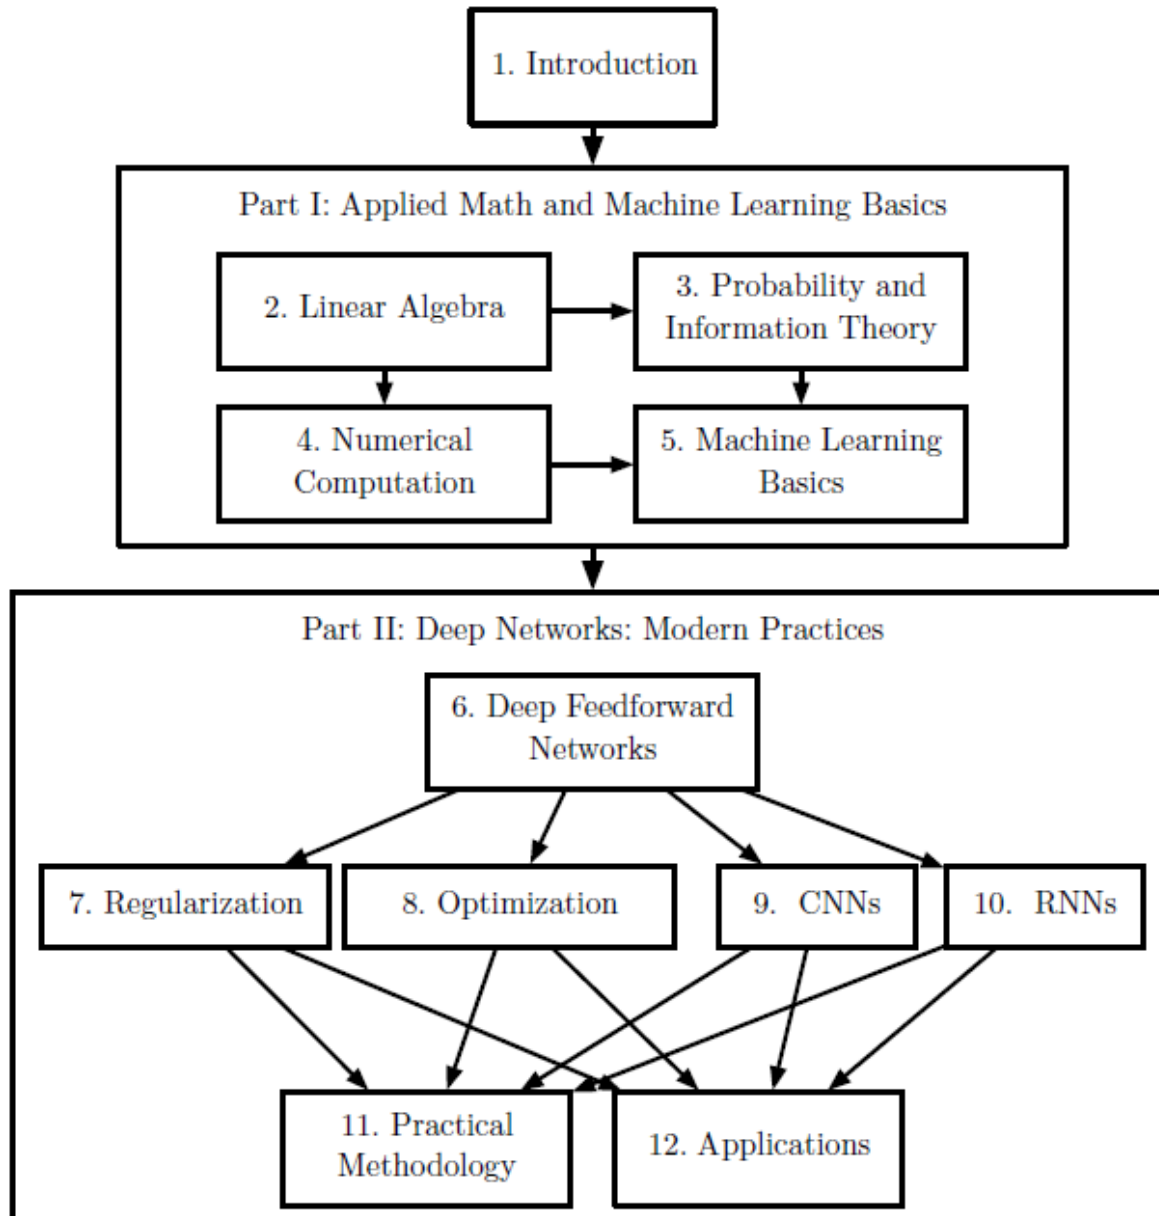 1. Introduction
Part I: Applied Math and Machine Learning Basics
2. Linear Algebra
3. Probability and
Information Theory
4. Numerical
Computation
5. Machine Learning
Basics
Part II: Deep Networks: Modern Practices
6. Deep Feedforward
Networks
7. Regularization
8. Optimization
9. CNNs
10. RNNs
11. Practical
Methodology
12. Applications